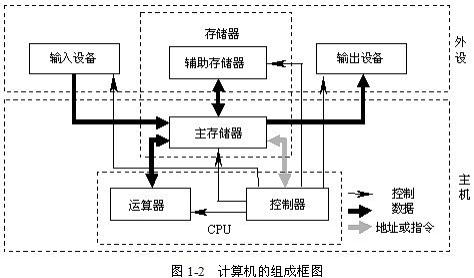 存储器
输入设备
辅助存储器
输出设备
外设
主存储器
主机
运算器
控制器
CPU
控制
数据
地址或指令
图 1-2 计算机的组成框图